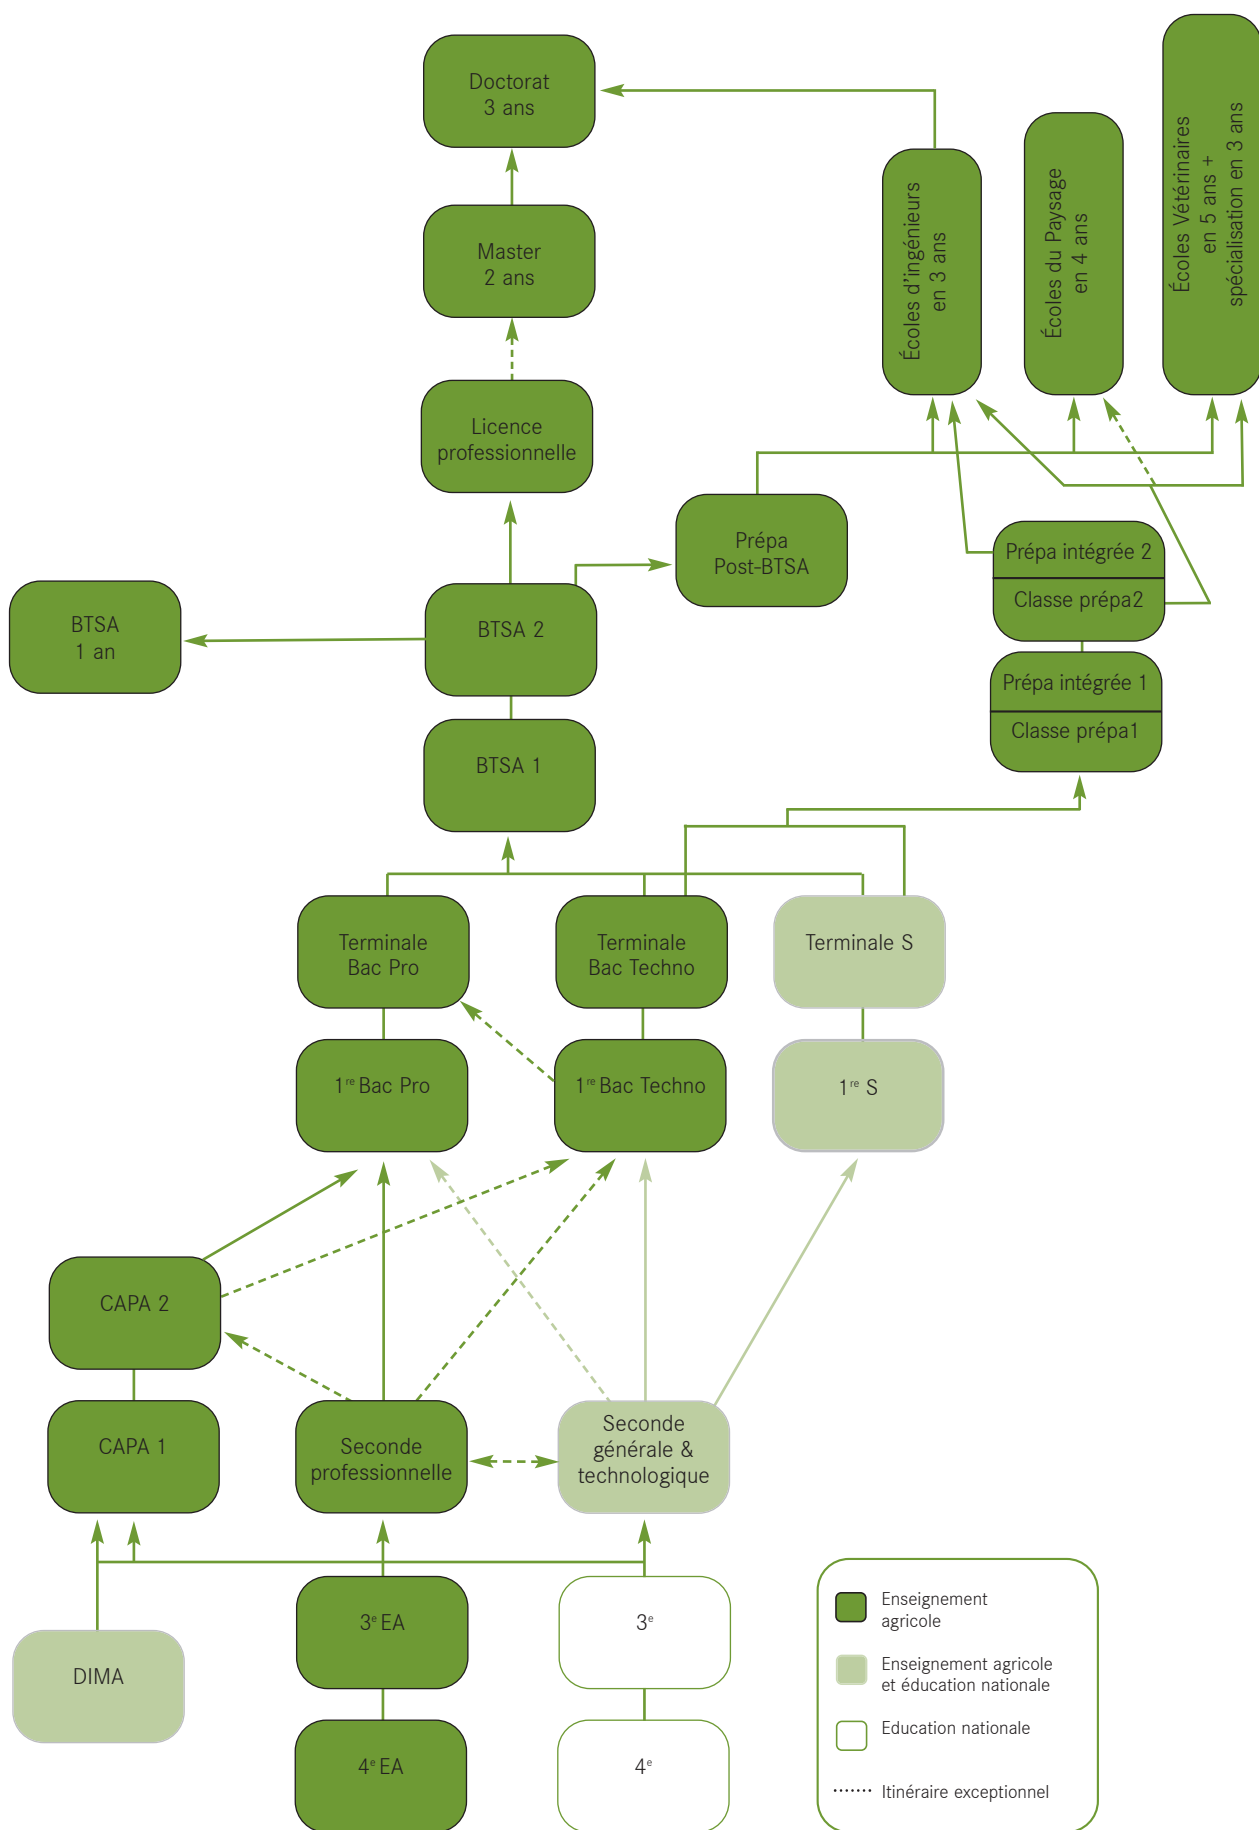 Doctorat
3 ans
Écoles d'ingénieurs
en 3 ans
Écoles du Paysage
en 4 ans
Écoles Vétérinaires
en 5 ans +
spécialisation en 3 ans
Master
2 ans
Licence
professionnelle
Prépa
Post-BTSA
Prépa intégrée 2
Classe prépa2
BTSA
1 an
BTSA 2
Prépa intégrée 1
Classe prépa1
BTSA 1
Terminale
Bac Pro
Terminale
Bac Techno
Terminale S
1re Bac Pro
1re Bac Techno
1re S
CAPA 2
CAPA 1
Seconde
professionnelle
Seconde
générale &
technologique
3e EA
3e
DIMA
4e EA
4e
Enseignement
agricole
Enseignement agricole
et éducation nationale
Education nationale
Itinéraire exceptionnel